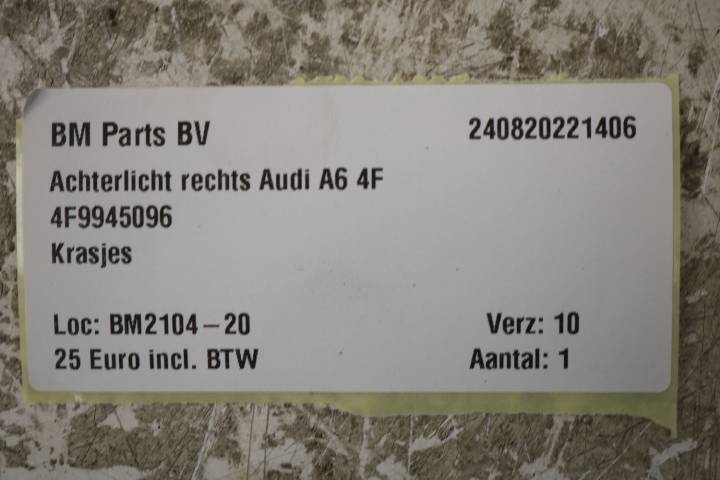 BM Parts BV 240820221406
Achterlicht rechts Audi A6 4F
4F9945096
Krasjes
Loc: BM2104-20 Verz: 10
25 Euro incl. BTW Aantal: 1